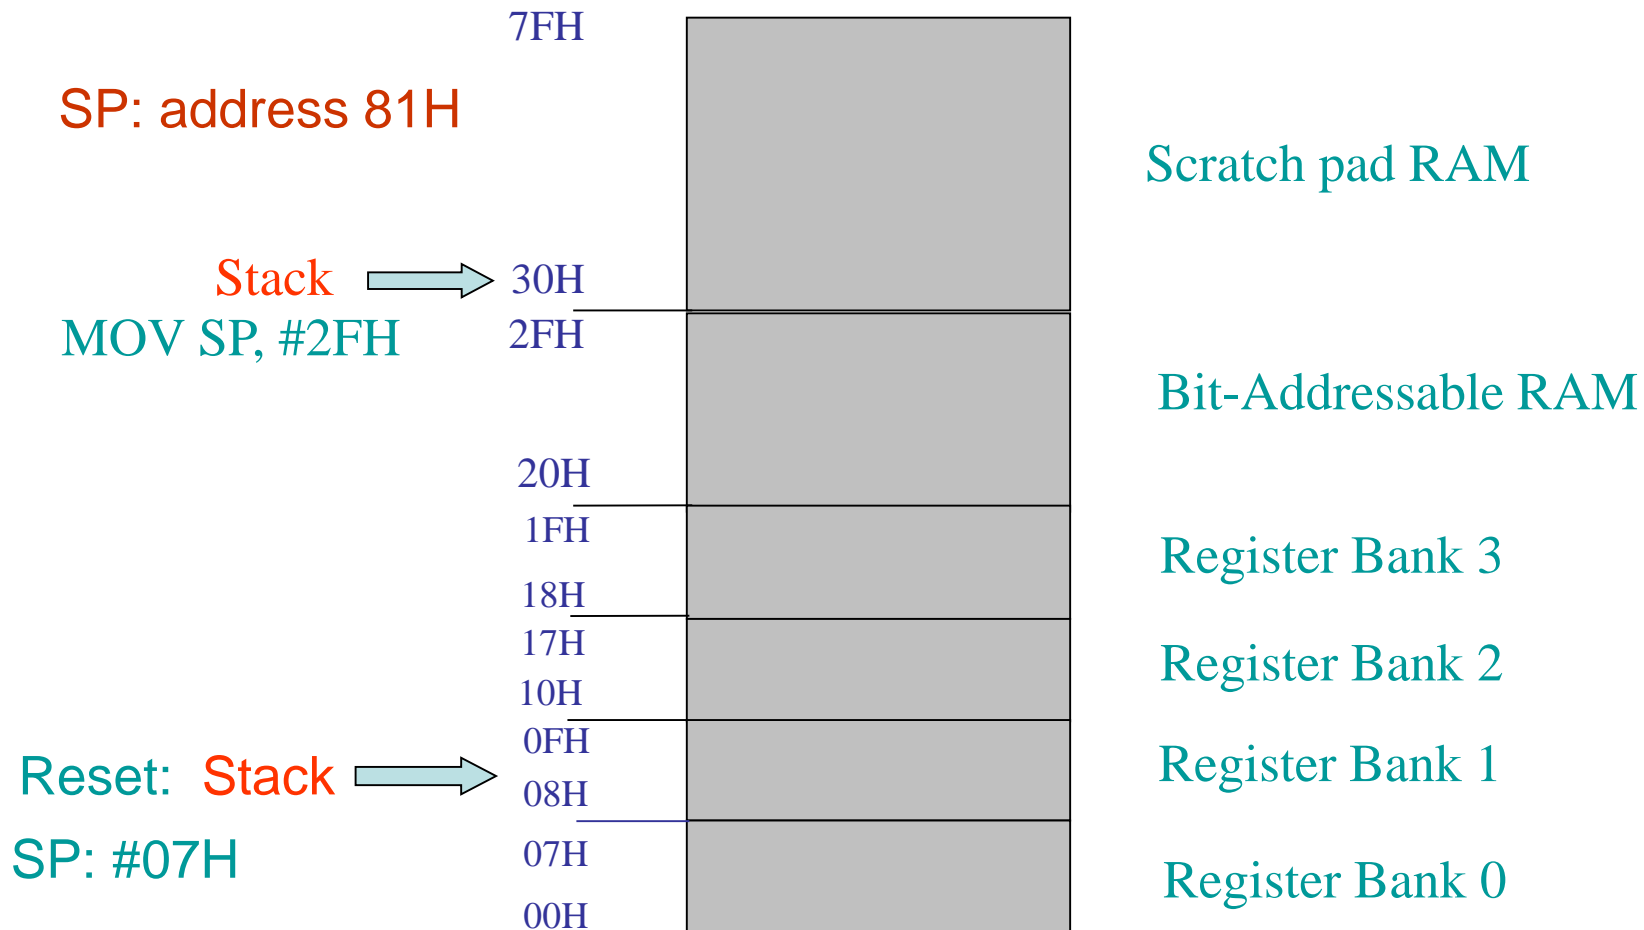 7FH
SP: address 81H
Scratch pad RAM
Stack
30H
MOV SP, #2FH
2FH
Bit-Addressable RAM
20H
1FH
Register Bank 3
18H
17H
Register Bank 2
10H
0FH
Register Bank 1
Reset: Stack
08H
SP: #07H
07H
Register Bank 0
00H